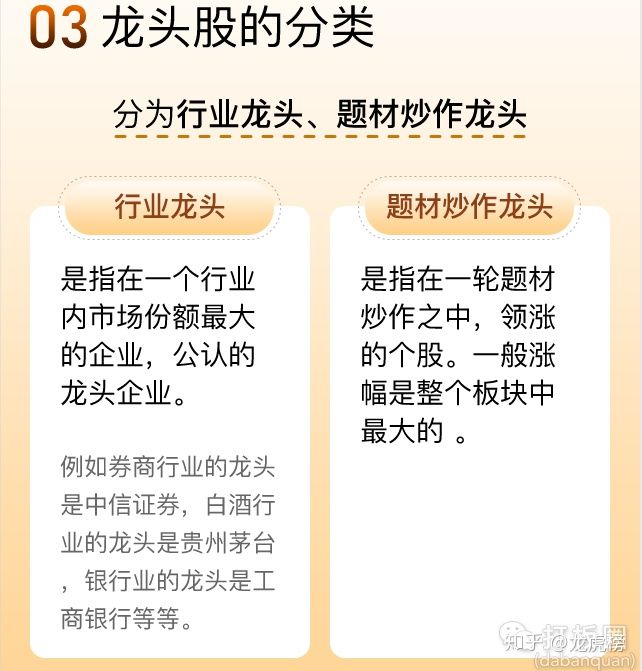 03 龙头股的分类
分为行业龙头、题材炒作龙头
行业龙头
是指在一个行业
内市场份额最大
的企业，公认的
龙头企业。
例如券商行业的龙头
是中信证券，白酒行
业的龙头是贵州茅台
，银行业的龙头是工
商银行等等。
题材炒作龙头
是指在一轮题材
炒作之中，领涨
的个股。一般涨
幅是整个板块中
最大的 。
打板圈
知乎 @龙虎榜
(dabanquan)